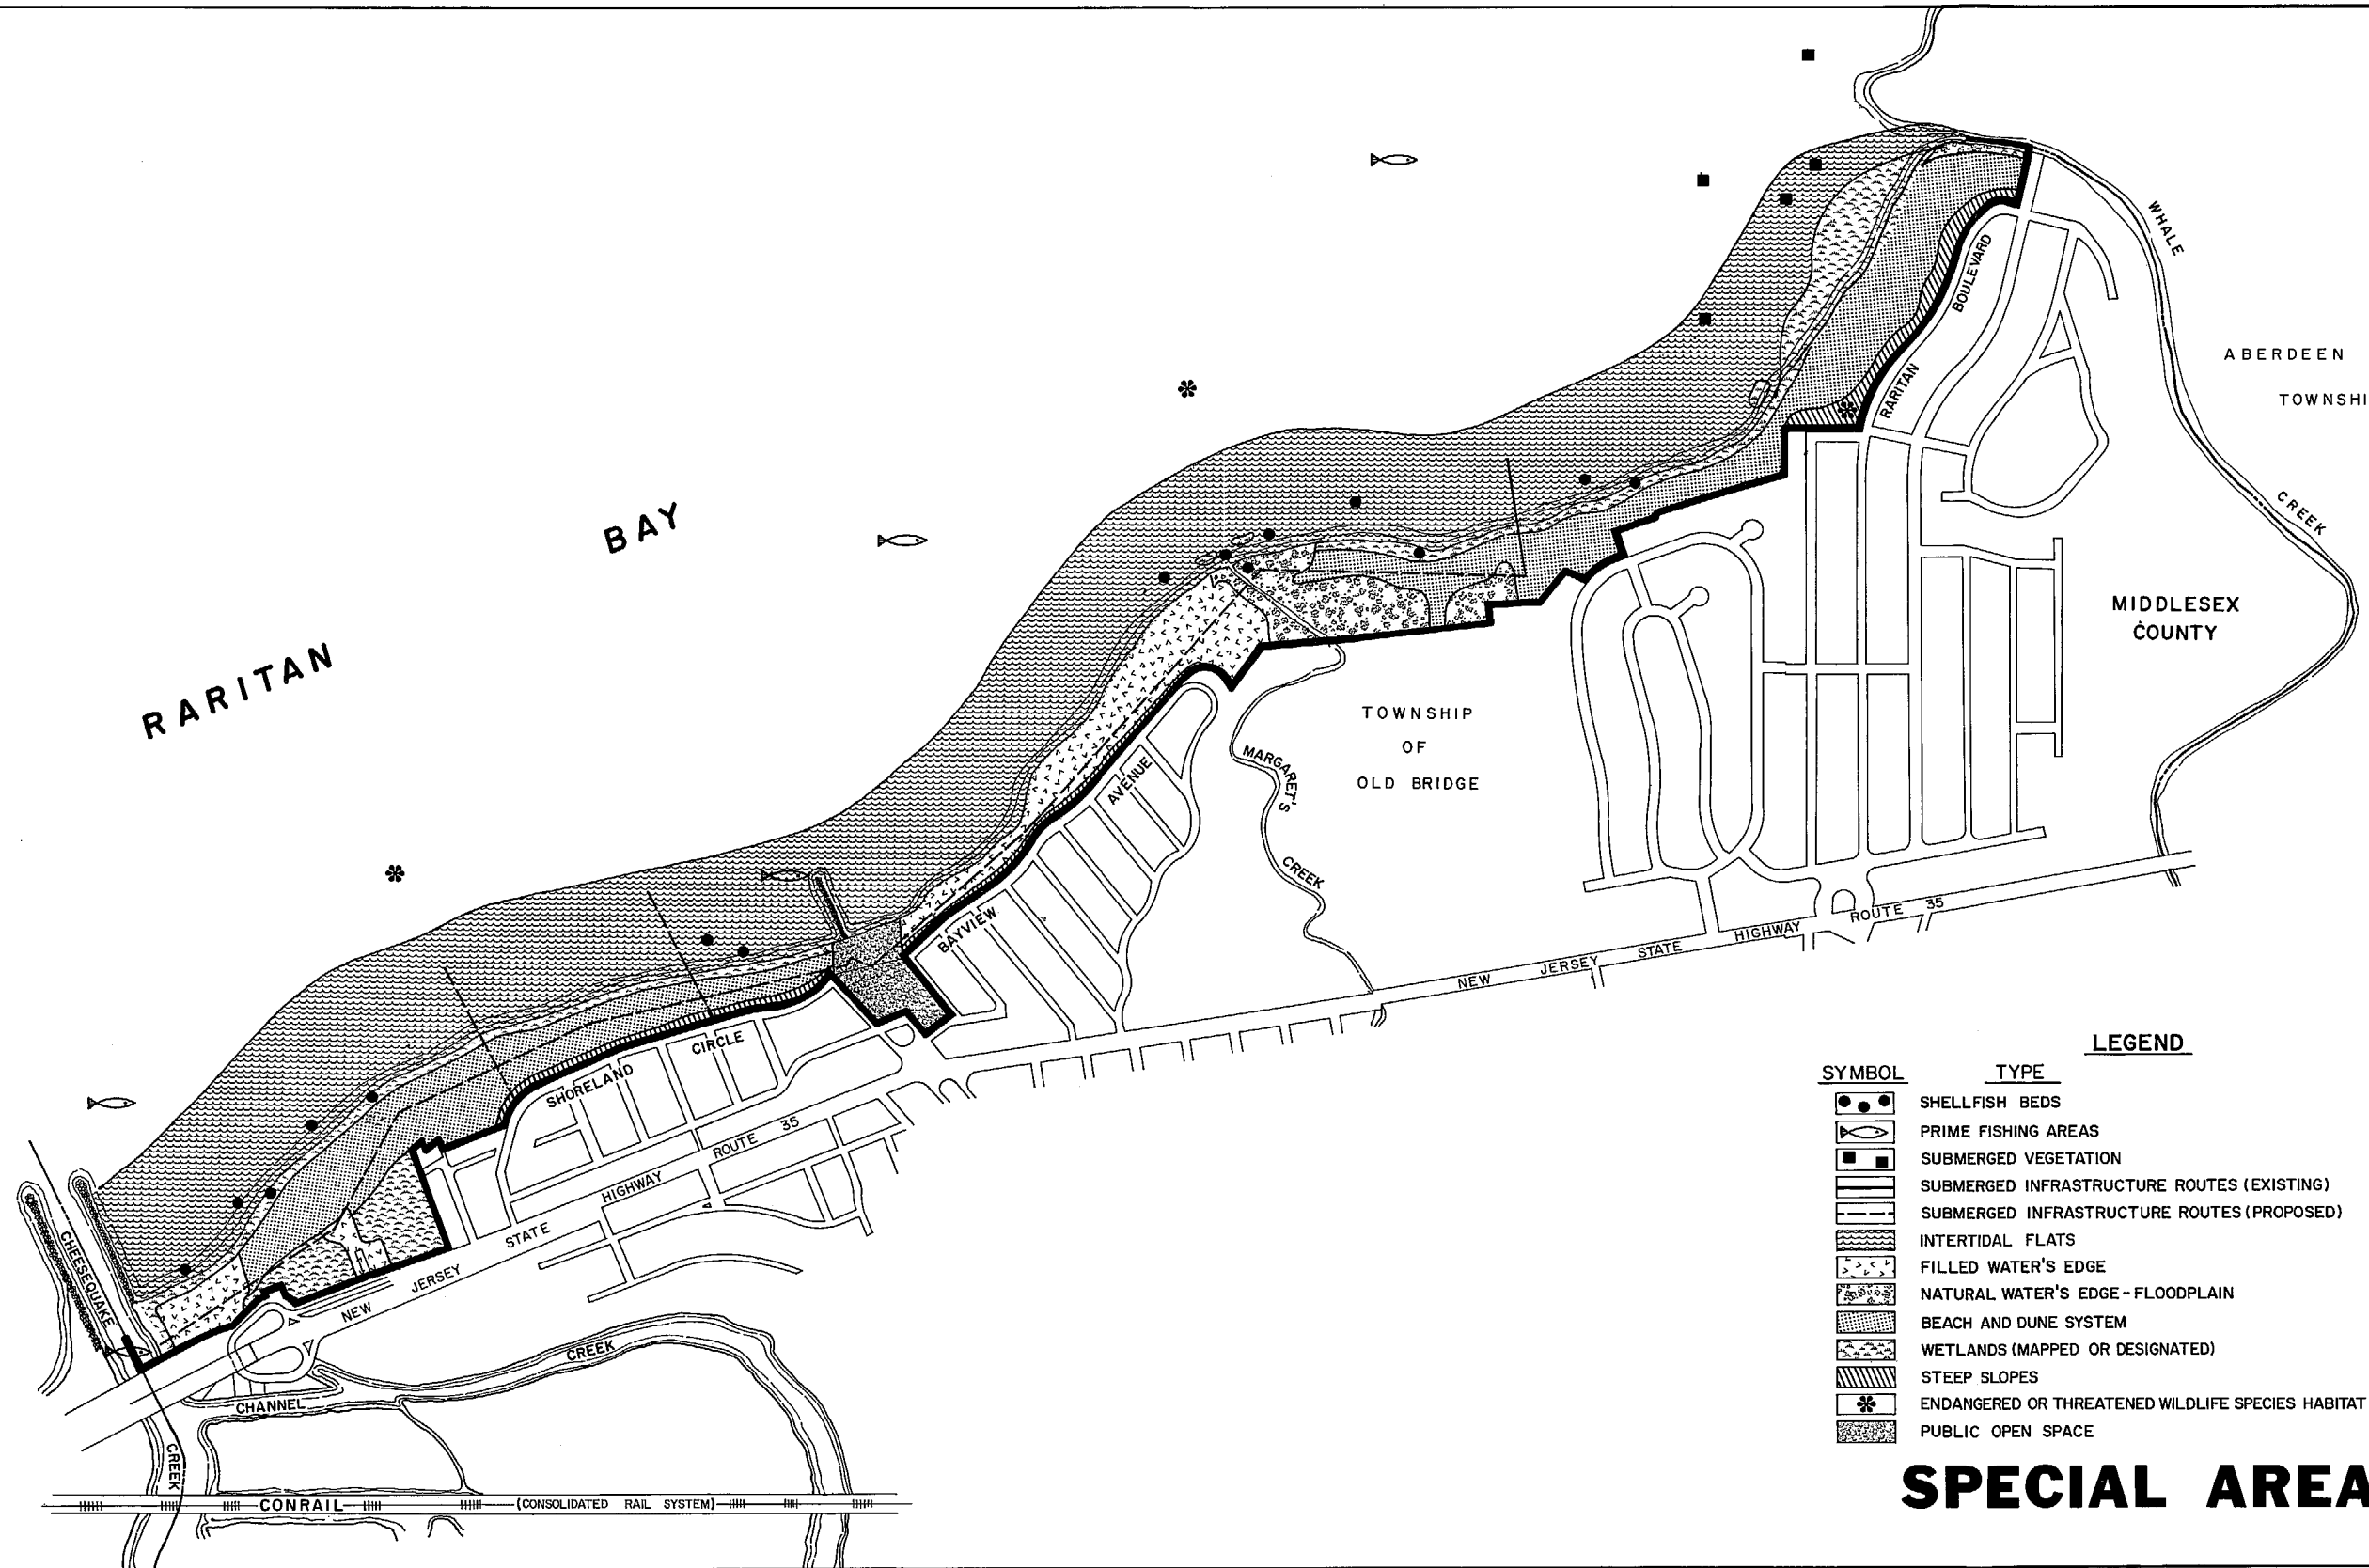 WHALE
CREEK
ABERDEEN
TOWNSHI
RARITAN BOULEVARD
RARITAN BAY
MIDDLESEX
COUNTY
TOWNSHIP
OF
OLD BRIDGE
MARGARET'S
CREEK
BAYVIEW AVENUE
NEW JERSEY STATE HIGHWAY ROUTE 35
SHORELAND CIRCLE
NEW JERSEY STATE HIGHWAY ROUTE 35
CHEESEQUAKE
CREEK
CHANNEL
CREEK
CONRAIL (CONSOLIDATED RAIL SYSTEM)
LEGEND
SYMBOL TYPE
SHELLFISH BEDS
PRIME FISHING AREAS
SUBMERGED VEGETATION
SUBMERGED INFRASTRUCTURE ROUTES (EXISTING)
SUBMERGED INFRASTRUCTURE ROUTES (PROPOSED)
INTERTIDAL FLATS
FILLED WATER'S EDGE
NATURAL WATER'S EDGE - FLOODPLAIN
BEACH AND DUNE SYSTEM
WETLANDS (MAPPED OR DESIGNATED)
STEEP SLOPES
ENDANGERED OR THREATENED WILDLIFE SPECIES HABITAT
PUBLIC OPEN SPACE
SPECIAL AREA